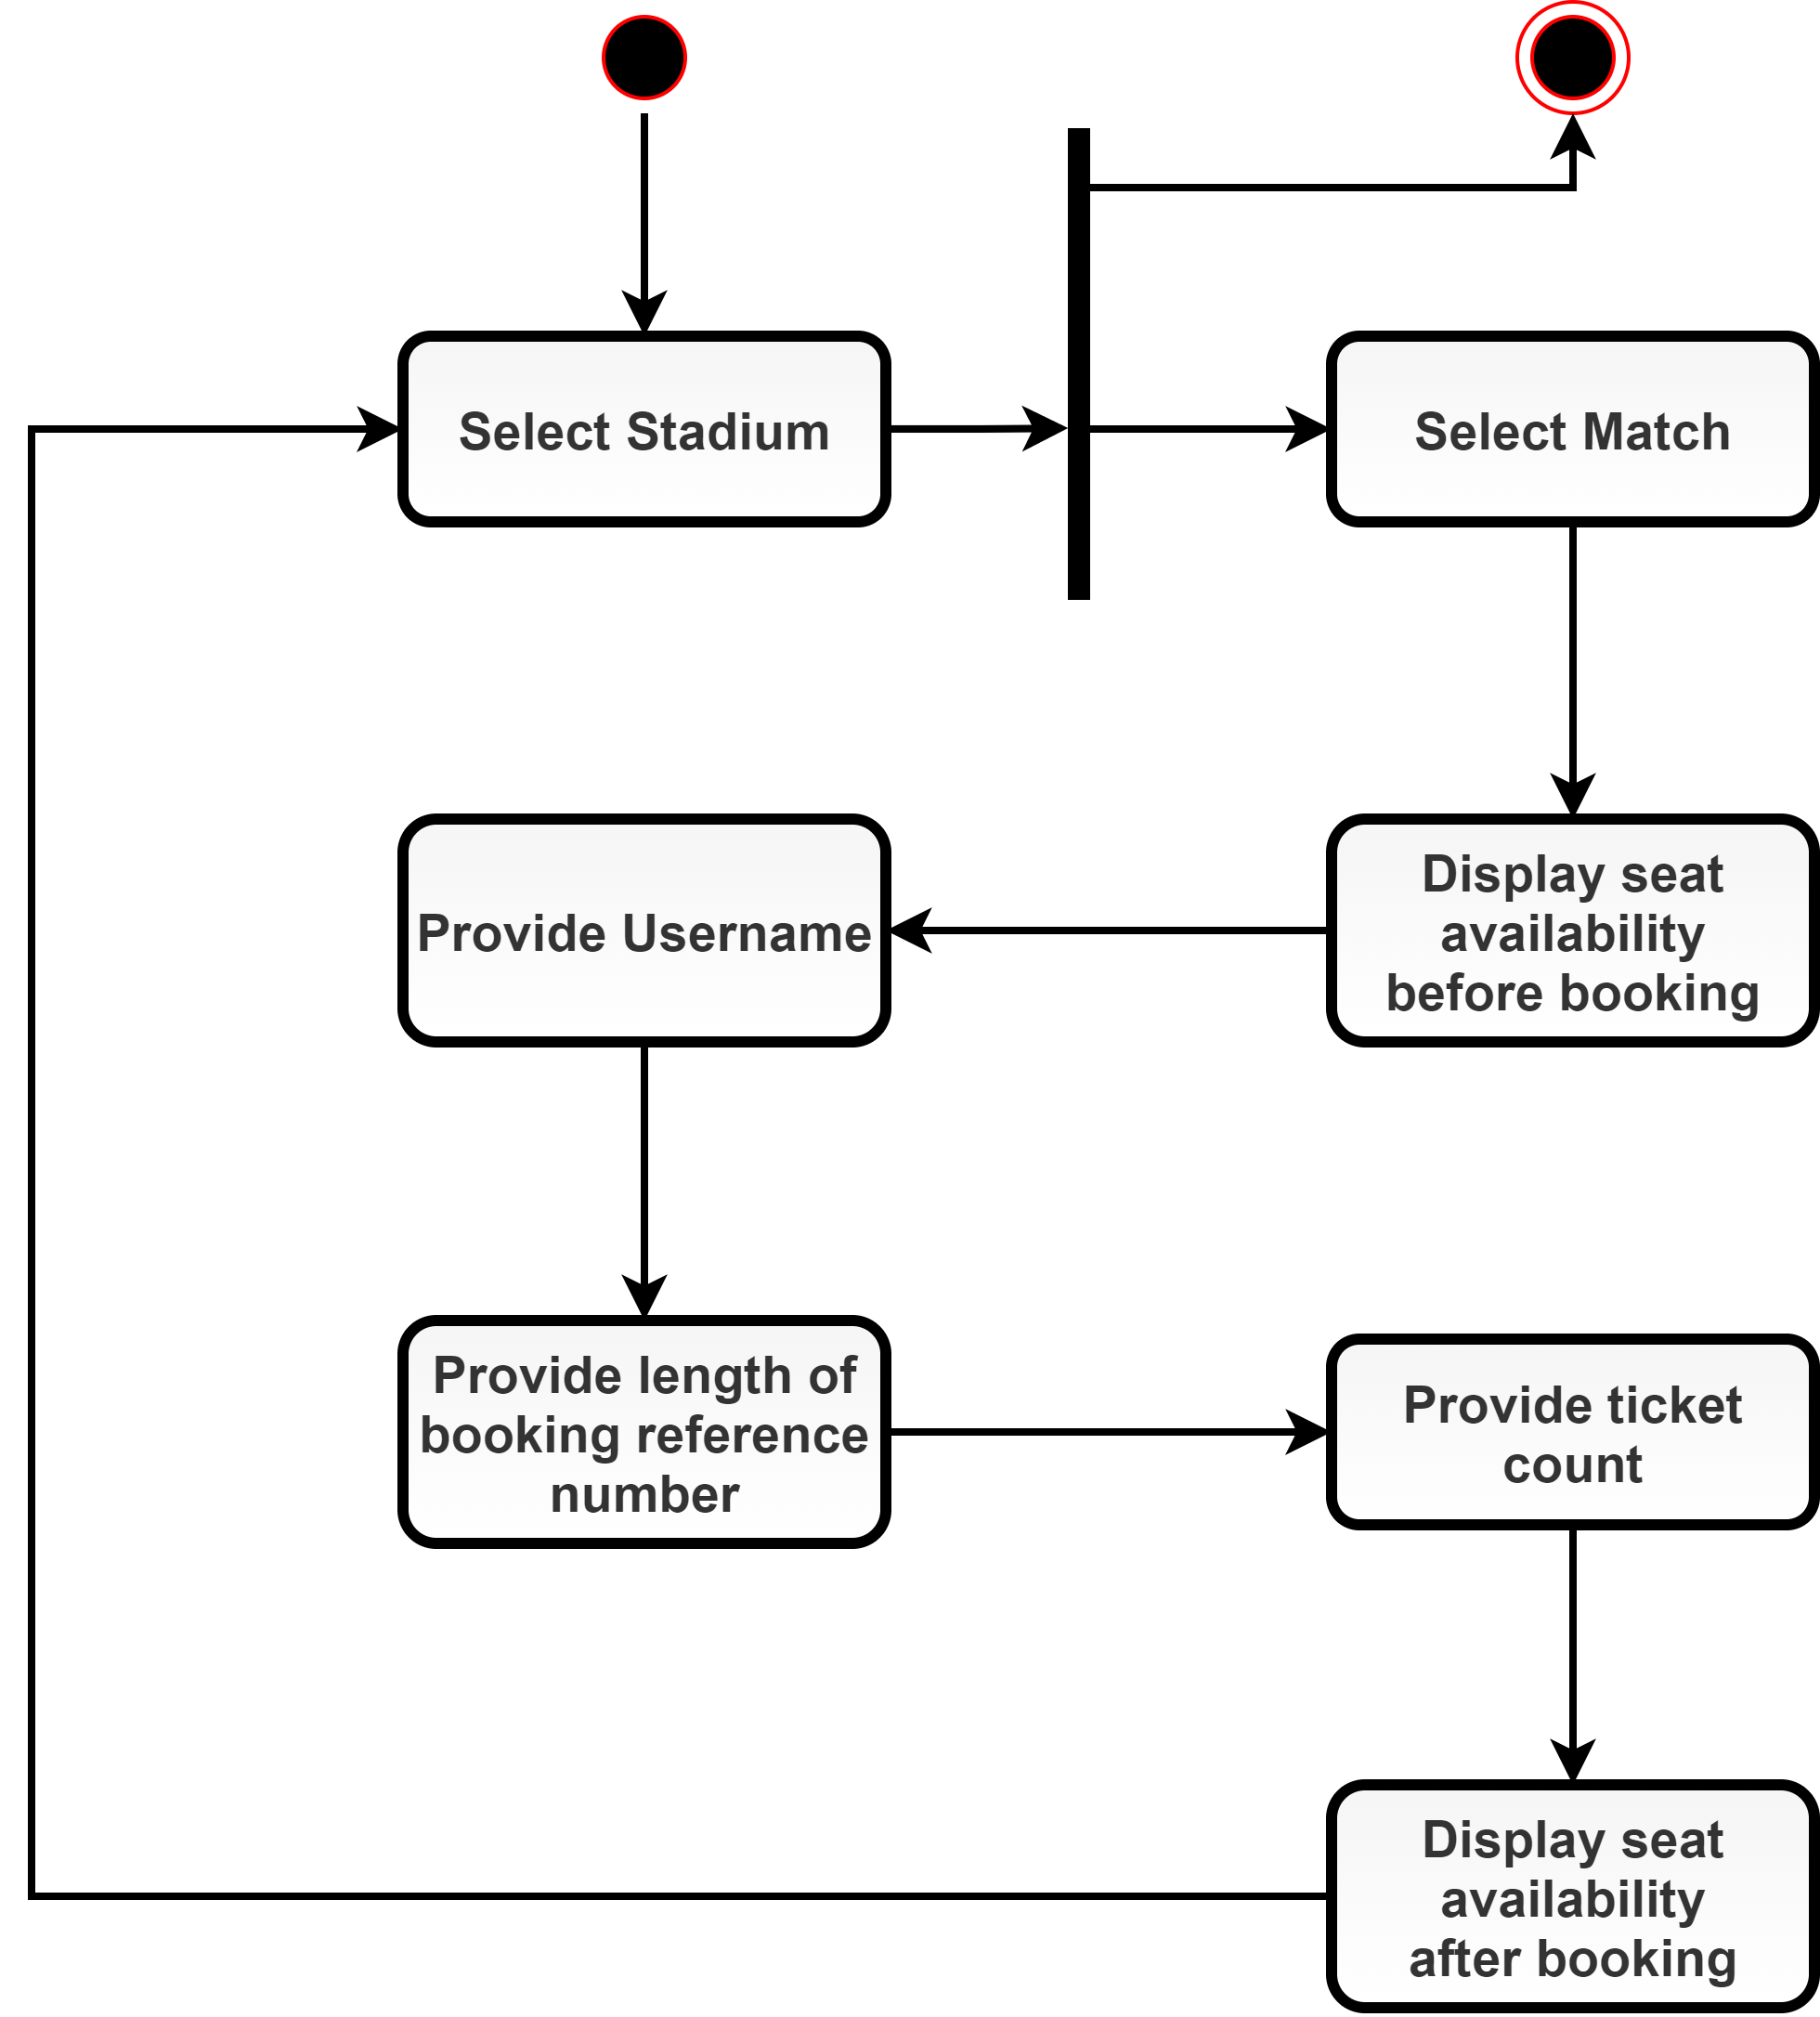 Select Stadium
Select Match
Display seat
availability
before booking
Provide Username
Provide length of
booking reference
number
Provide ticket
count
Display seat
availability
after booking